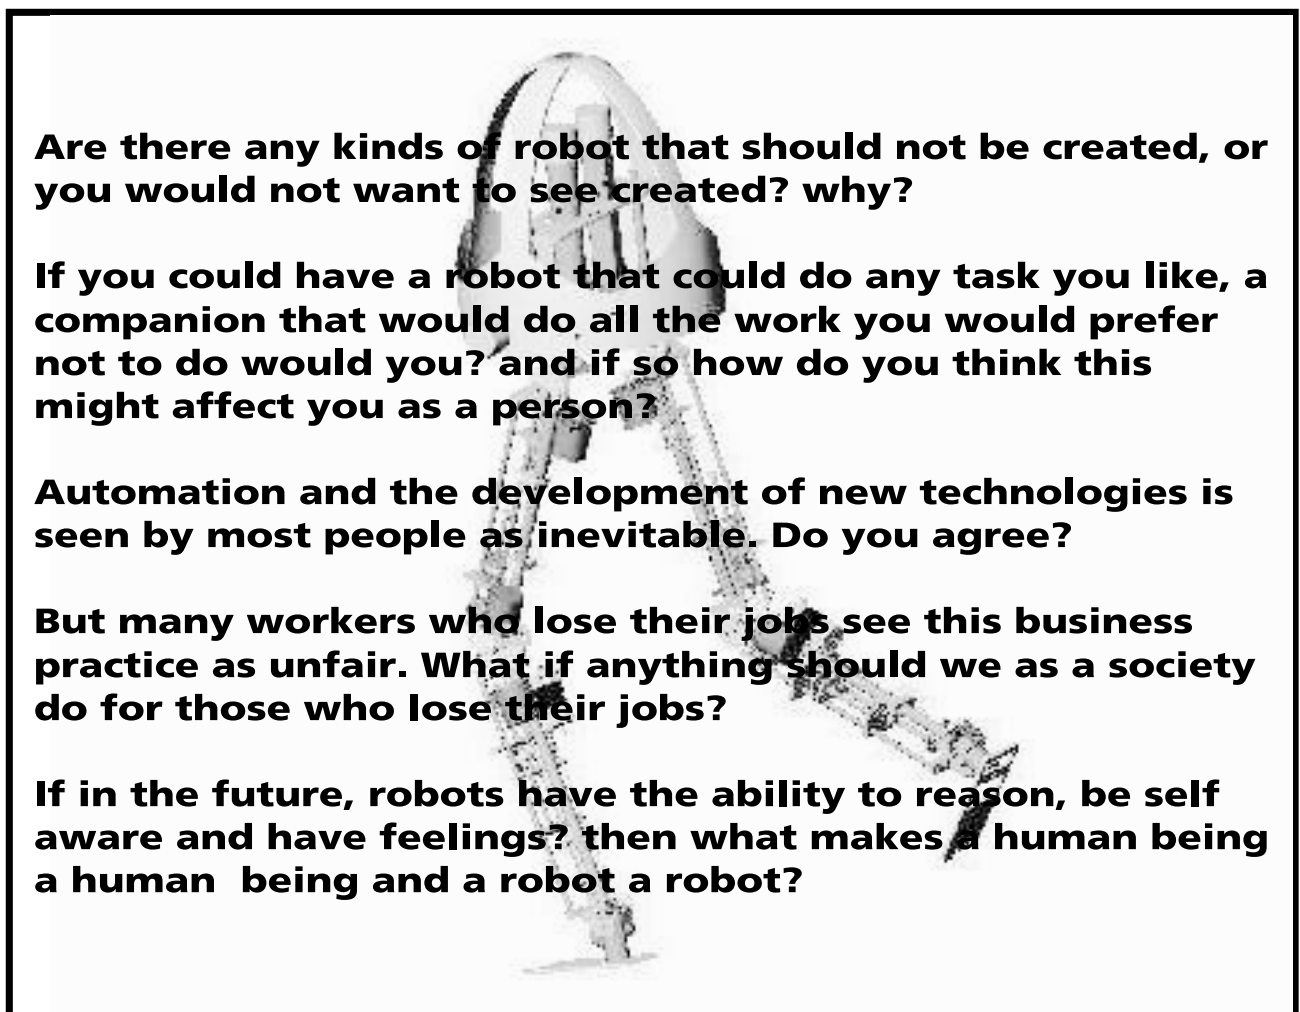 Are there any kinds of robot that should not be created, or
you would not want to see created? why?
If you could have a robot that could do any task you like, a
companion that would do all the work you would prefer
not to do would you? and if so how do you think this
might affect you as a person?
Automation and the development of new technologies is
seen by most people as inevitable. Do you agree?
But many workers who lose their jobs see this business
practice as unfair. What if anything should we as a society
do for those who lose their jobs?
If in the future, robots have the ability to reason, be self
aware and have feelings? then what makes a human being
a human  being and a robot a robot?